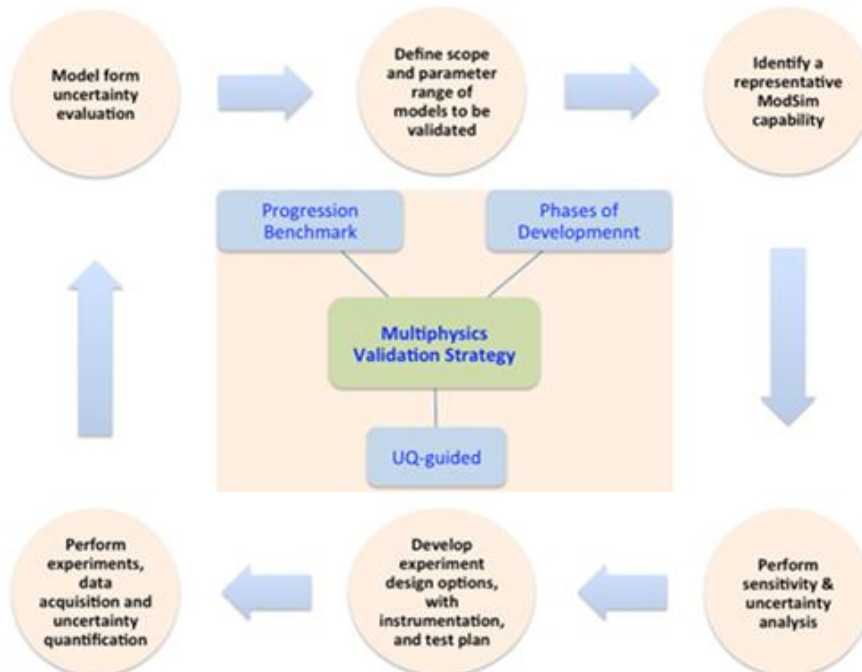 Model form
uncertainty
evaluation
Define scope
and parameter
range of
models to be
validated
Identify a
representative
ModSim
capability
Progression
Benchmark
Phases of
Developmennt
Multiphysics
Validation Strategy
UQ-guided
Perform
experiments,
data
acquisition and
uncertainty
quantification
Develop
experiment
design options,
with
instrumentation,
and test plan
Perform
sensitivity &
uncertainty
analysis